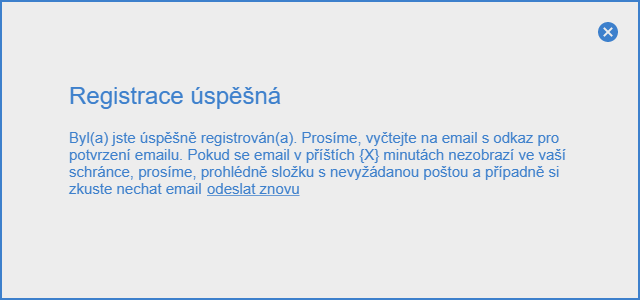 Registrace úspěšná
Byl(a) jste úspěšně registrován(a). Prosíme, vyčtejte na email s odkaz pro
potvrzení emailu. Pokud se email v příštích {X} minutách nezobrazí ve vaší
schránce, prosíme, prohlédně složku s nevyžádanou poštou a případně si
zkuste nechat email odeslat znovu